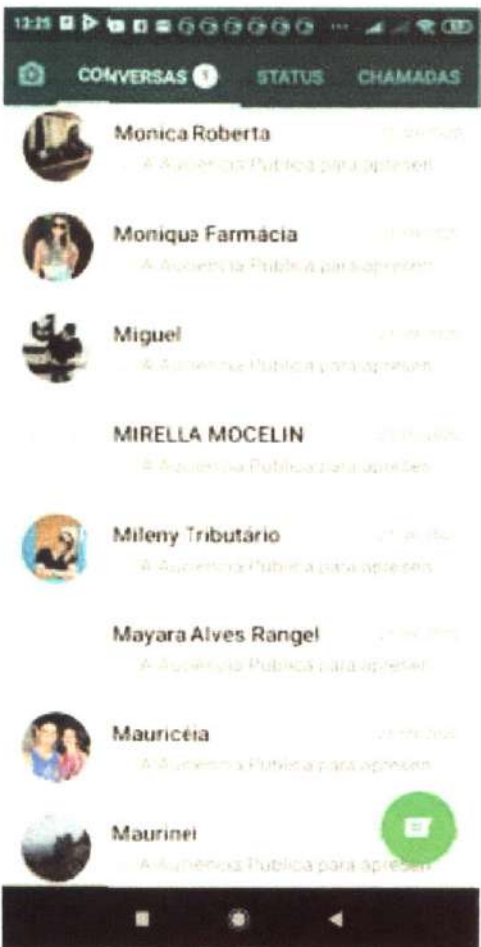 13:25
CONVERSAS 1 STATUS CHAMADAS
Monica Roberta
A Audiência Pública para apresen
Monique Farmácia
A Audiência Pública para apresen
Miguel
A Audiência Pública para apresen
MIRELLA MOCELIN
A Audiência Pública para apresen
Mileny Tributário
A Audiência Pública para apresen
Mayara Alves Rangel
A Audiência Pública para apresen
Mauricéia
A Audiência Pública para apresen
Maurinei
A Audiência Pública para apresen